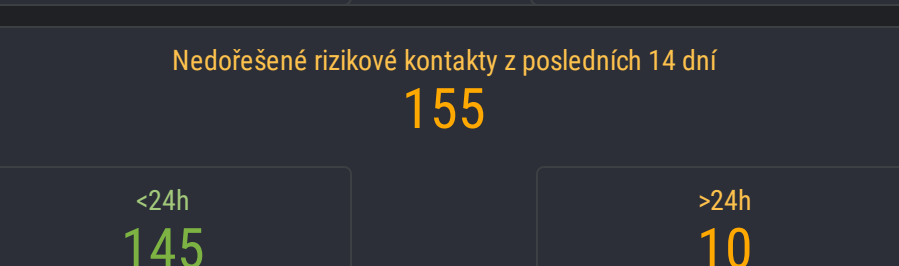 Nedořešené rizikové kontakty z posledních 14 dní
155
<24h
>24h
145
10